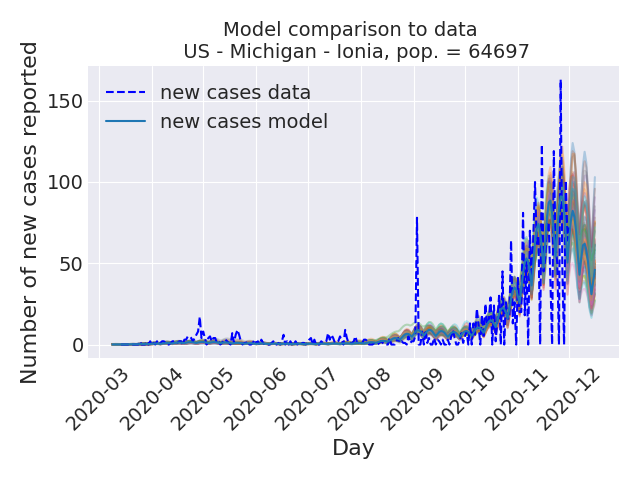 Model comparison to data
US - Michigan - Ionia, pop. = 64697
Number of new cases reported
150
100
50
0
new cases data
new cases model
2020-03
2020-04
2020-05
2020-06
2020-07
2020-08
2020-09
2020-10
2020-11
2020-12
Day